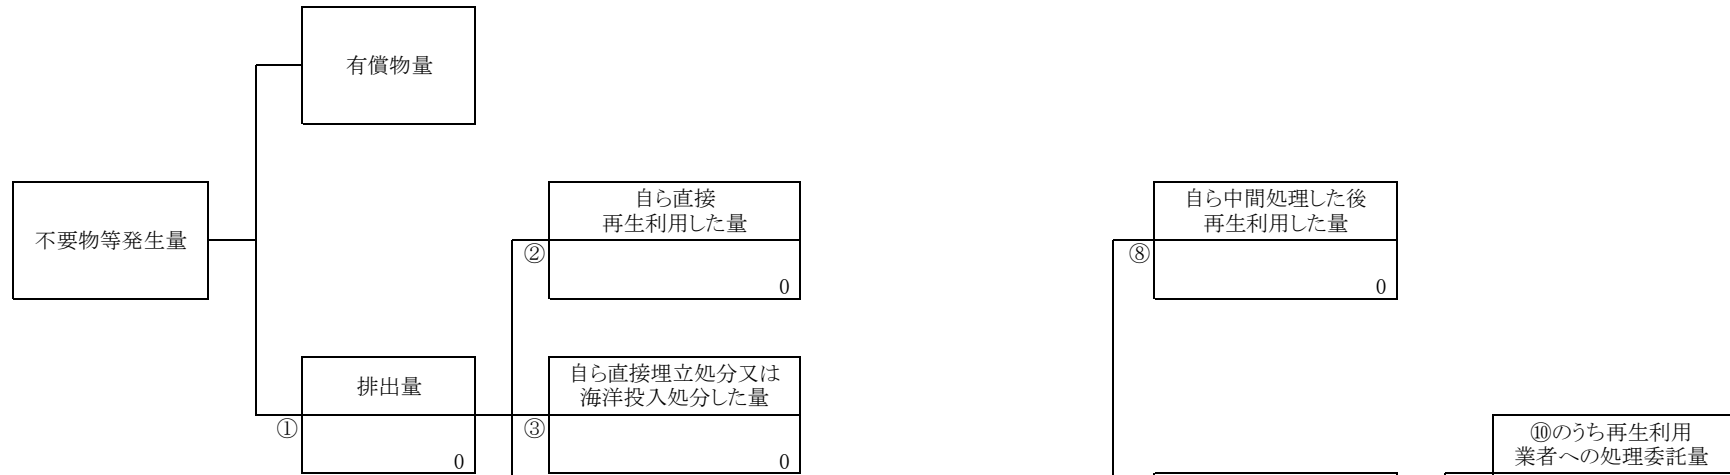 有償物量
不要物等発生量
自ら直接
再生利用した量
②
0
自ら中間処理した後
再生利用した量
⑧
0
排出量
①
0
自ら直接埋立処分又は
海洋投入処分した量
③
0
⑩のうち再生利用
業者への処理委託量